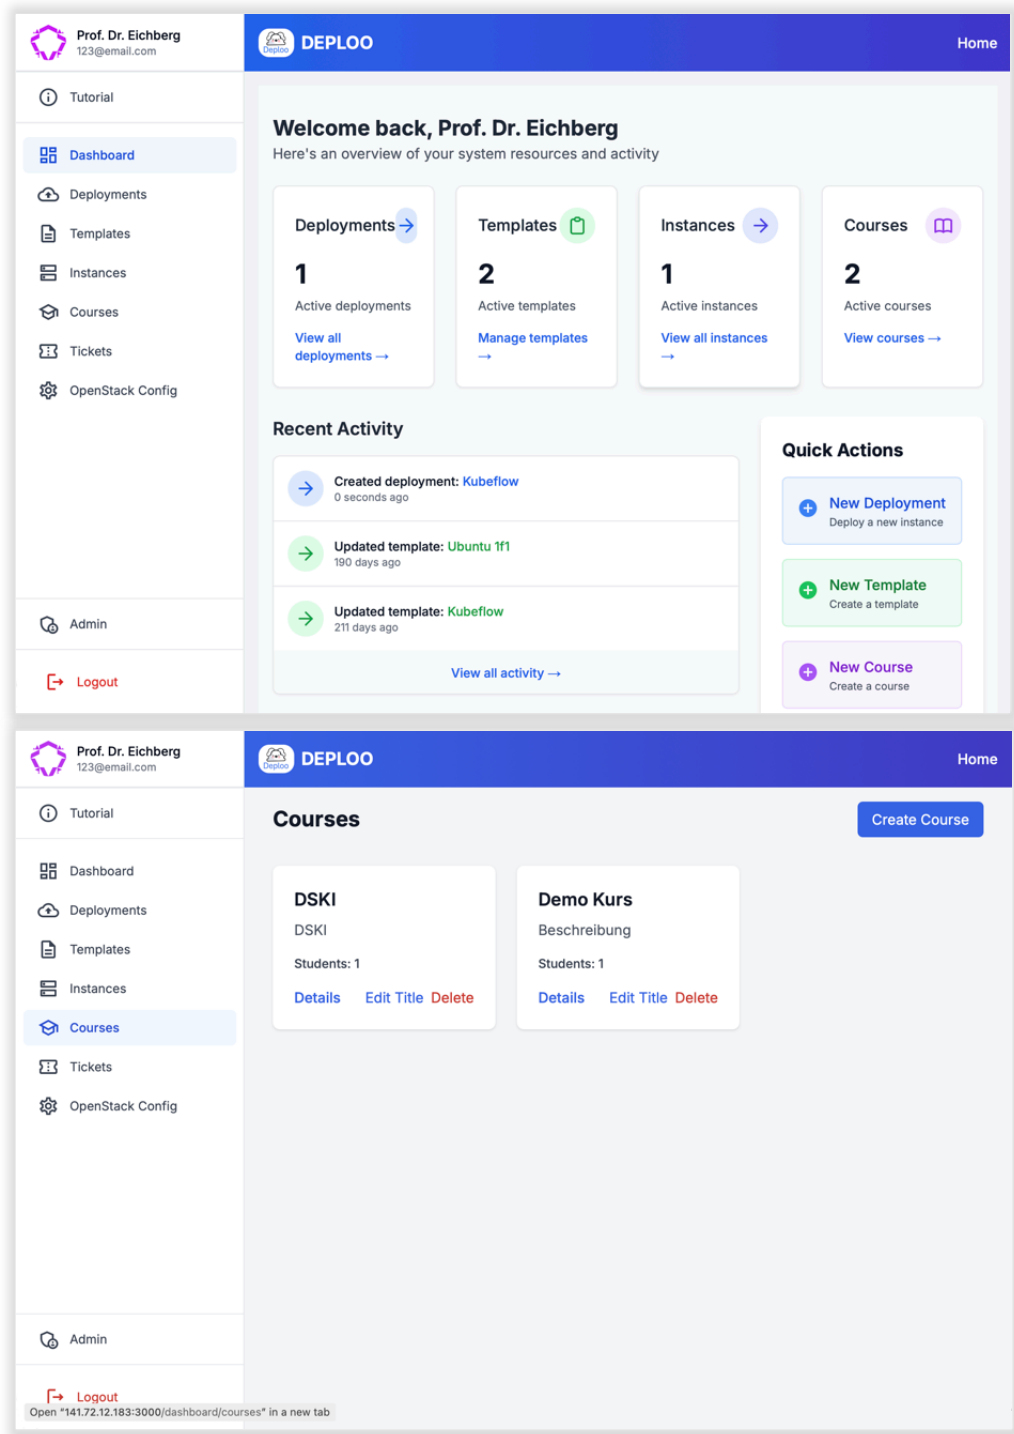 Prof. Dr. Eichberg
123@email.com
Deploo
DEPLOO
Home
Tutorial
Dashboard
Deployments
Templates
Instances
Courses
Tickets
OpenStack Config
Admin
Logout
Welcome back, Prof. Dr. Eichberg
Here's an overview of your system resources and activity
Deployments
1
Active deployments
View all
deployments →
Templates
2
Active templates
Manage templates
→
Instances
1
Active instances
View all instances
→
Courses
2
Active courses
View courses →
Recent Activity
Created deployment: Kubeflow
0 seconds ago
Updated template: Ubuntu 1f1
190 days ago
Updated template: Kubeflow
211 days ago
View all activity →
Quick Actions
New Deployment
Deploy a new instance
New Template
Create a template
New Course
Create a course
Prof. Dr. Eichberg
123@email.com
Deploo
DEPLOO
Home
Tutorial
Dashboard
Deployments
Templates
Instances
Courses
Tickets
OpenStack Config
Admin
Logout
Open "141.72.12.183:3000/dashboard/courses" in a new tab
Courses
Create Course
DSKI
DSKI
Students: 1
Details Edit Title Delete
Demo Kurs
Beschreibung
Students: 1
Details Edit Title Delete